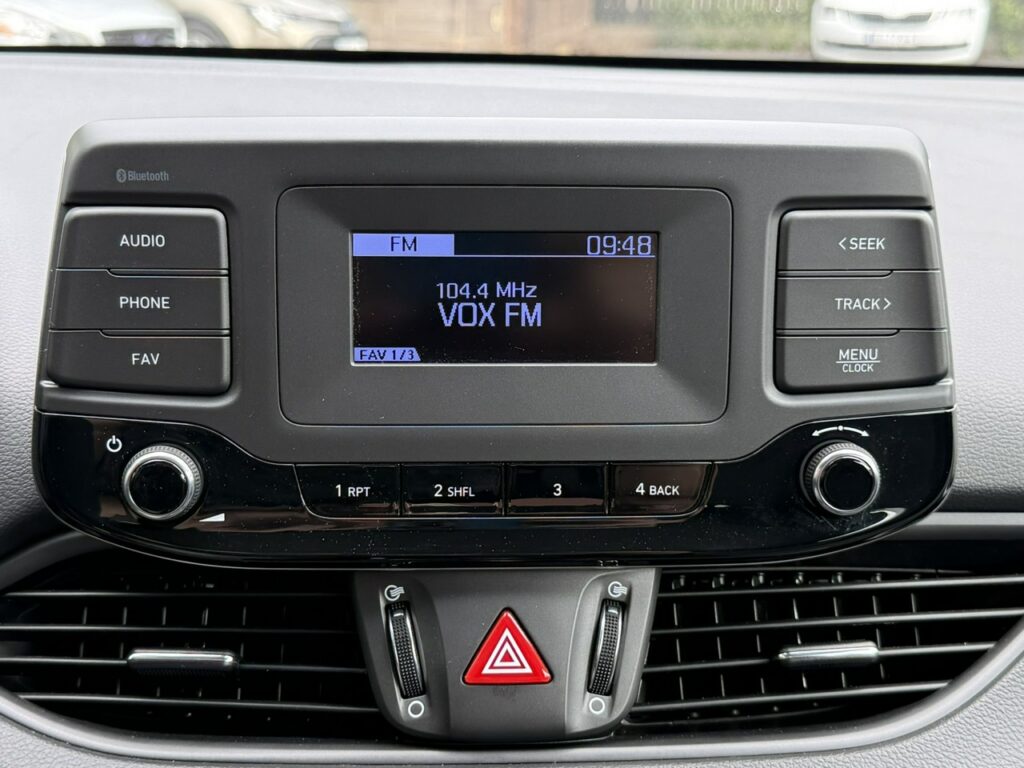 Bluetooth
AUDIO
PHONE
FAV
FM 09:48
104.4 MHz
VOX FM
FAV 1/3
< SEEK
TRACK >
MENU
CLOCK
1 RPT
2 SHFL
3
4 BACK